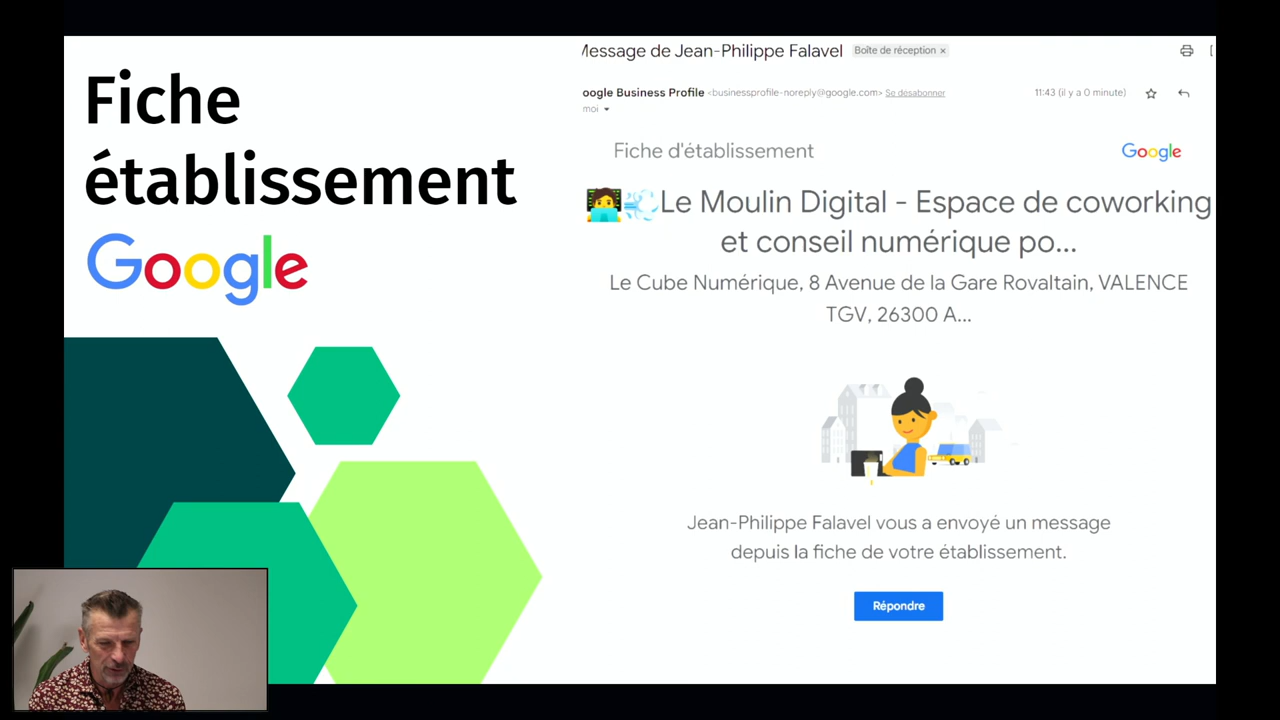 Fiche
établissement
Google
Message de Jean-Philippe Falavel Boîte de réception ×
oogle Business Profile <businessprofile-noreply@google.com> Se désabonner 11:43 (il y a 0 minute)
moi
Fiche d'établissement Google
Le Moulin Digital - Espace de coworking
et conseil numérique po...
Le Cube Numérique, 8 Avenue de la Gare Rovaltain, VALENCE
TGV, 26300 A...
Jean-Philippe Falavel vous a envoyé un message
depuis la fiche de votre établissement.
Répondre